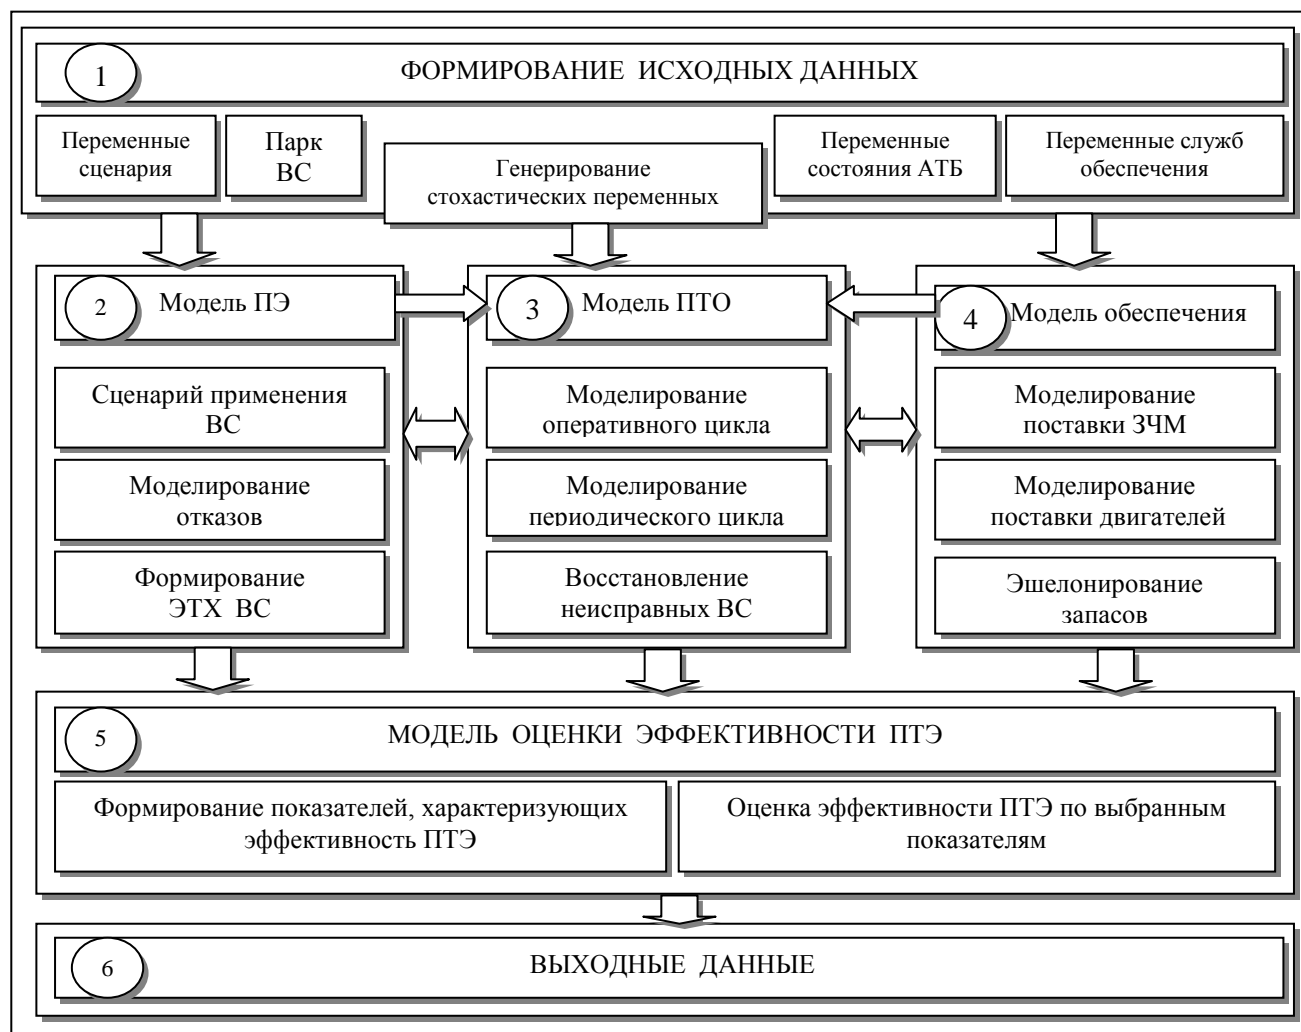 1
ФОРМИРОВАНИЕ ИСХОДНЫХ ДАННЫХ
Переменные
сценария
Парк
ВС
Генерирование
стохастических переменных
Переменные
состояния АТБ
Переменные служб
обеспечения
2
Модель ПЭ
3
Модель ПТО
4
Модель обеспечения
Сценарий применения
ВС
Моделирование
отказов
Формирование
ЭТХ ВС
Моделирование
оперативного цикла
Моделирование
периодического цикла
Восстановление
неисправных ВС
Моделирование
поставки ЗЧМ
Моделирование
поставки двигателей
Эшелонирование
запасов
5
МОДЕЛЬ ОЦЕНКИ ЭФФЕКТИВНОСТИ ПТЭ
Формирование показателей, характеризующих
эффективность ПТЭ
Оценка эффективности ПТЭ по выбранным
показателям
6
ВЫХОДНЫЕ ДАННЫЕ